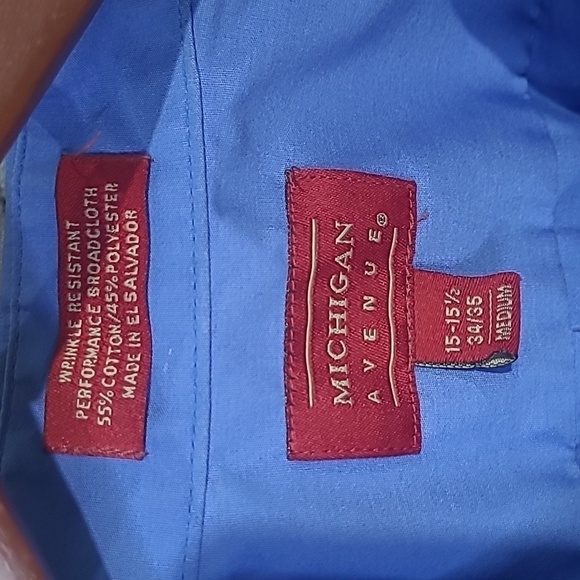 WRINKLE RESISTANT
PERFORMANCE BROADCLOTH
55% COTTON/45% POLYESTER
MADE IN EL SALVADOR
MICHIGAN
AVENUE®
15-15½
34/35
MEDIUM